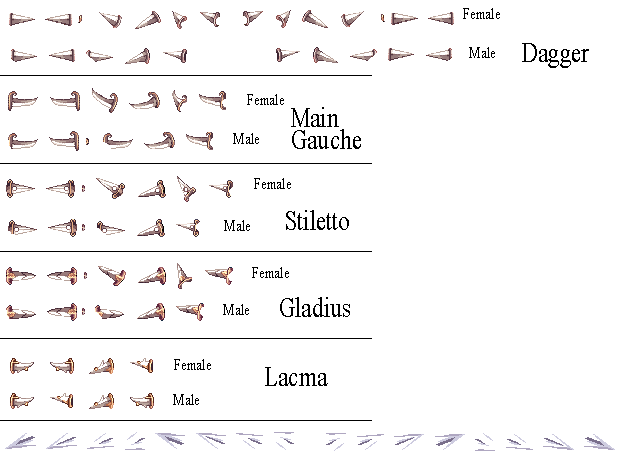 Female
Male
Dagger
Female
Male
Main
Gauche
Female
Male
Stiletto
Female
Male
Gladius
Female
Male
Lacma